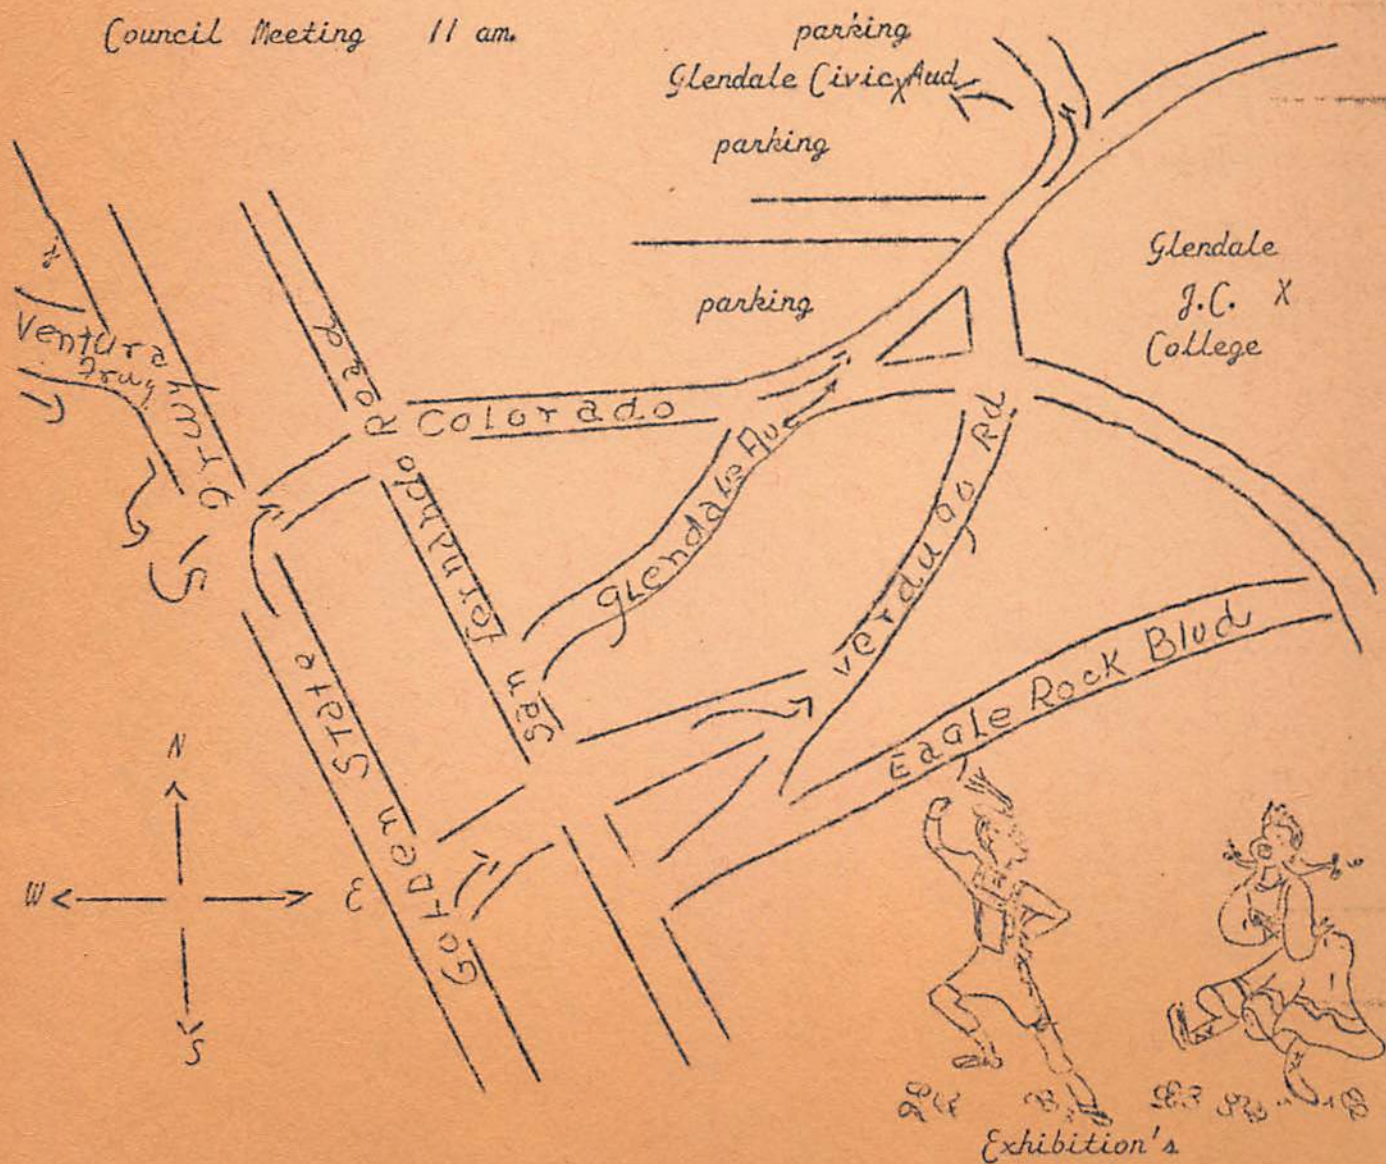 Council Meeting 11 am.
parking
Glendale Civic X Aud.
parking
parking
Glendale
J.C. X
College
Ventura
Frwy
Frwy
San Fernando Road
Colorado
Glendale Ave
Verdugo Rd
Eagle Rock Blvd
GoLDen STate
N
W
E
S
Exhibition's